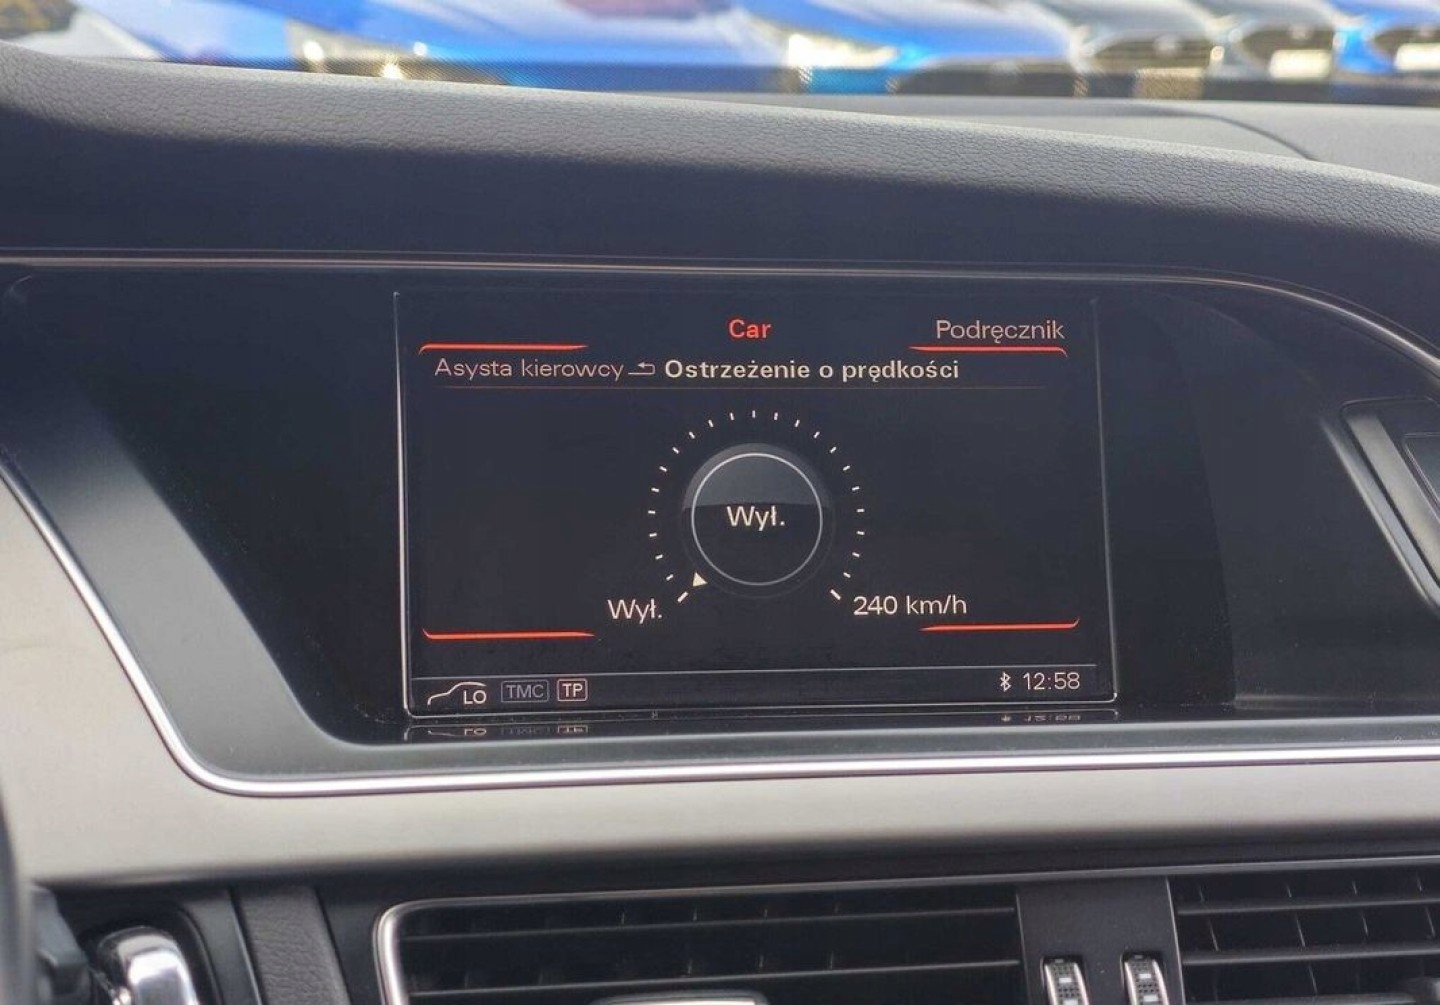 Car
Podręcznik
Asysta kierowcy Ostrzeżenie o prędkości
Wył.
Wył.
240 km/h
LO TMC TP 12:58